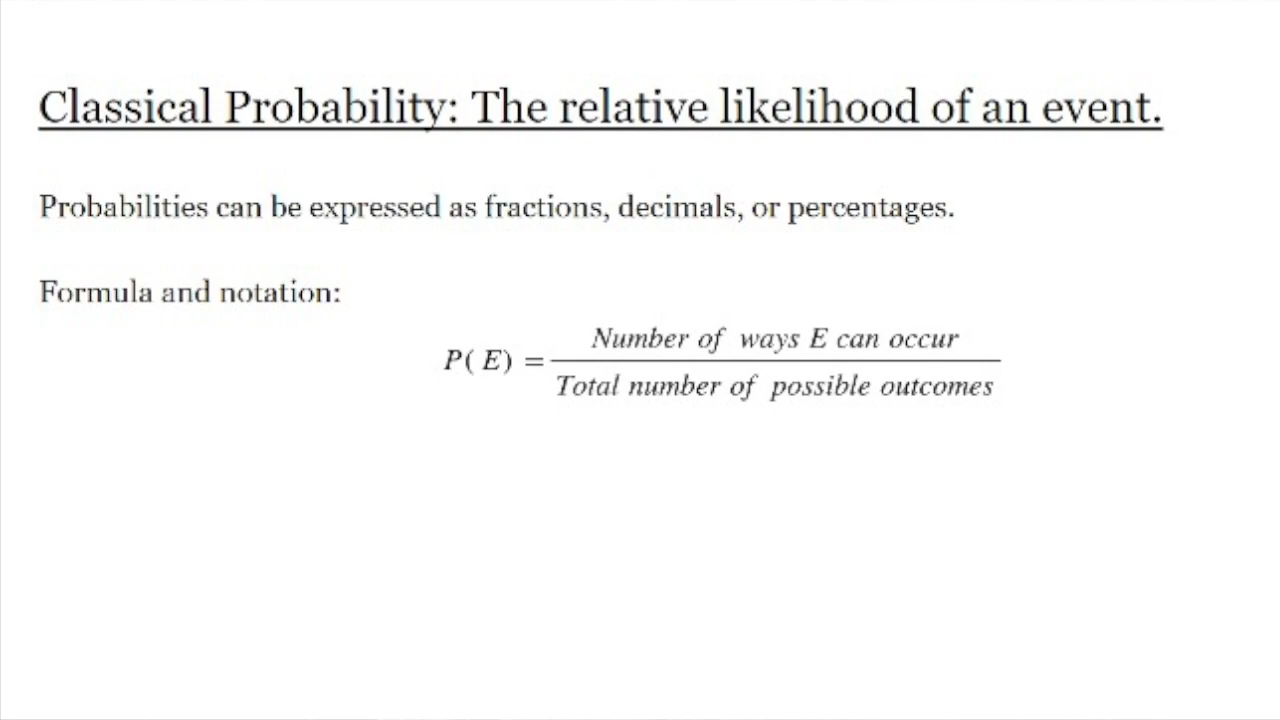 Classical Probability: The relative likelihood of an event.
Probabilities can be expressed as fractions, decimals, or percentages.
Formula and notation:
P( E) = Number of ways E can occur
Total number of possible outcomes